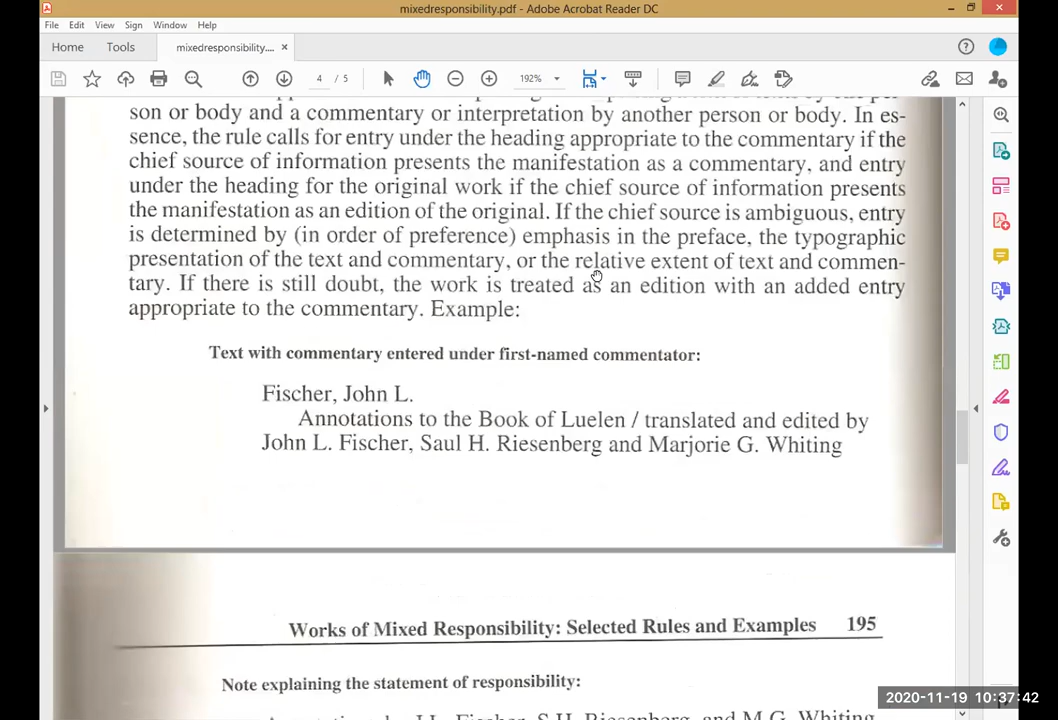 mixedresponsibility.pdf - Adobe Acrobat Reader DC
File Edit View Sign Window Help
Home Tools mixedresponsibility.... ×
4 / 5 192%
son or body and a commentary or interpretation by another person or body. In es-
sence, the rule calls for entry under the heading appropriate to the commentary if the
chief source of information presents the manifestation as a commentary, and entry
under the heading for the original work if the chief source of information presents
the manifestation as an edition of the original. If the chief source is ambiguous, entry
is determined by (in order of preference) emphasis in the preface, the typographic
presentation of the text and commentary, or the relative extent of text and commen-
tary. If there is still doubt, the work is treated as an edition with an added entry
appropriate to the commentary. Example:
Text with commentary entered under first-named commentator:
Fischer, John L.
Annotations to the Book of Luelen / translated and edited by
John L. Fischer, Saul H. Riesenberg and Marjorie G. Whiting
Works of Mixed Responsibility: Selected Rules and Examples 195
Note explaining the statement of responsibility:
J.L. Fischer, S.H. Riesenberg, and M.G. Whiting
2020-11-19 10:37:42